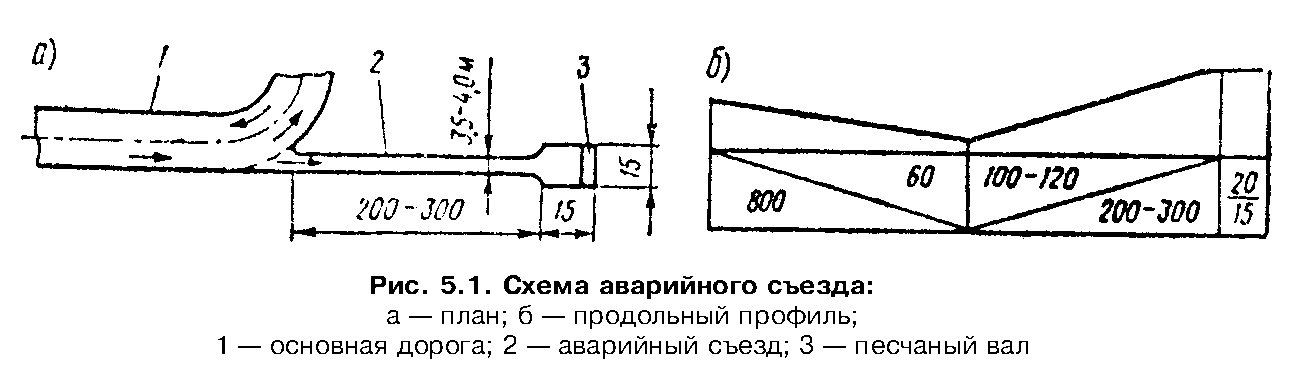 а)
1
2
3
3,5-4,0м
15
200-300
15
б)
800
60
100-120
200-300
20
15
Рис. 5.1. Схема аварийного съезда:
а — план; б — продольный профиль;
1 — основная дорога; 2 — аварийный съезд; 3 — песчаный вал